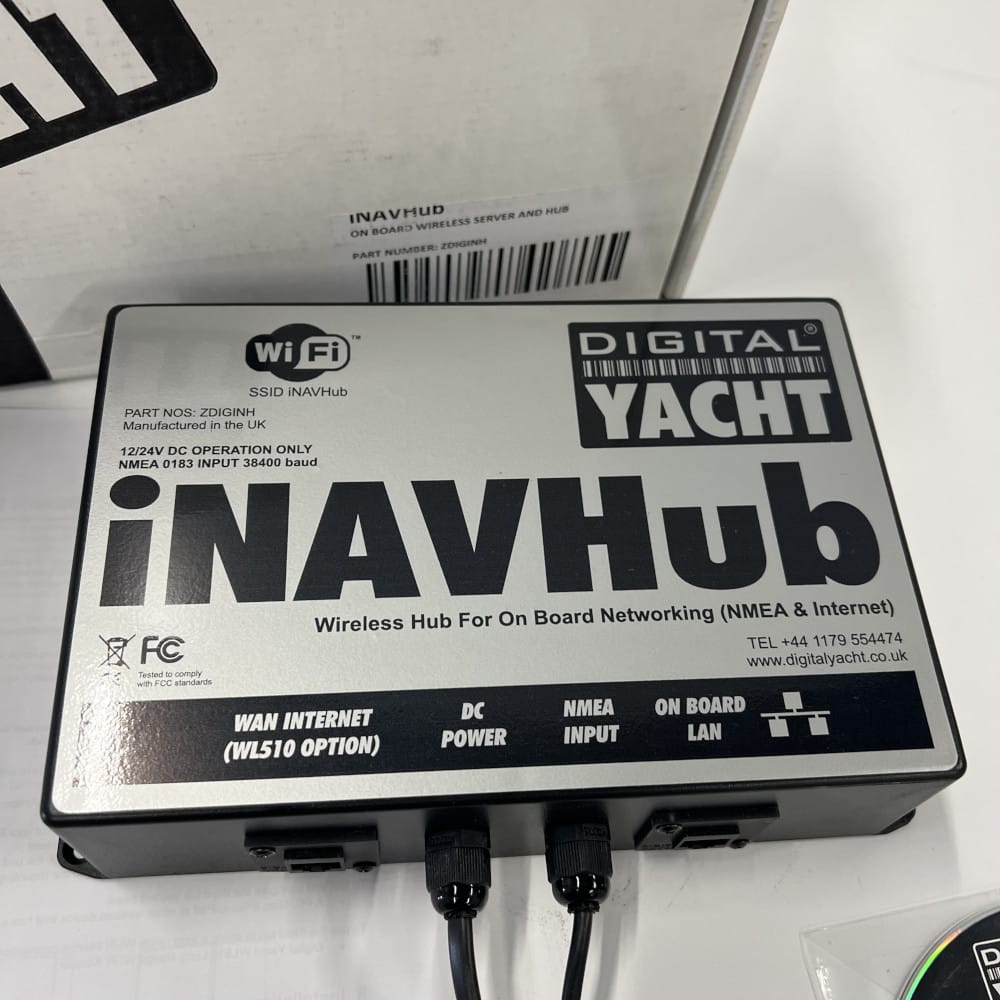 iNAVHub
ON BOARD WIRELESS SERVER AND HUB
PART NUMBER: ZDIGINH
Wi Fi ™
SSID iNAVHub
DIGITAL ®
YACHT
PART NOS: ZDIGINH
Manufactured in the UK
12/24V DC OPERATION ONLY
NMEA 0183 INPUT 38400 baud
iNAVHub
Wireless Hub For On Board Networking (NMEA & Internet)
FC
Tested to comply
with FCC standards
TEL +44 1179 554474
www.digitalyacht.co.uk
WAN INTERNET
(WL510 OPTION)
DC
POWER
NMEA
INPUT
ON BOARD
LAN